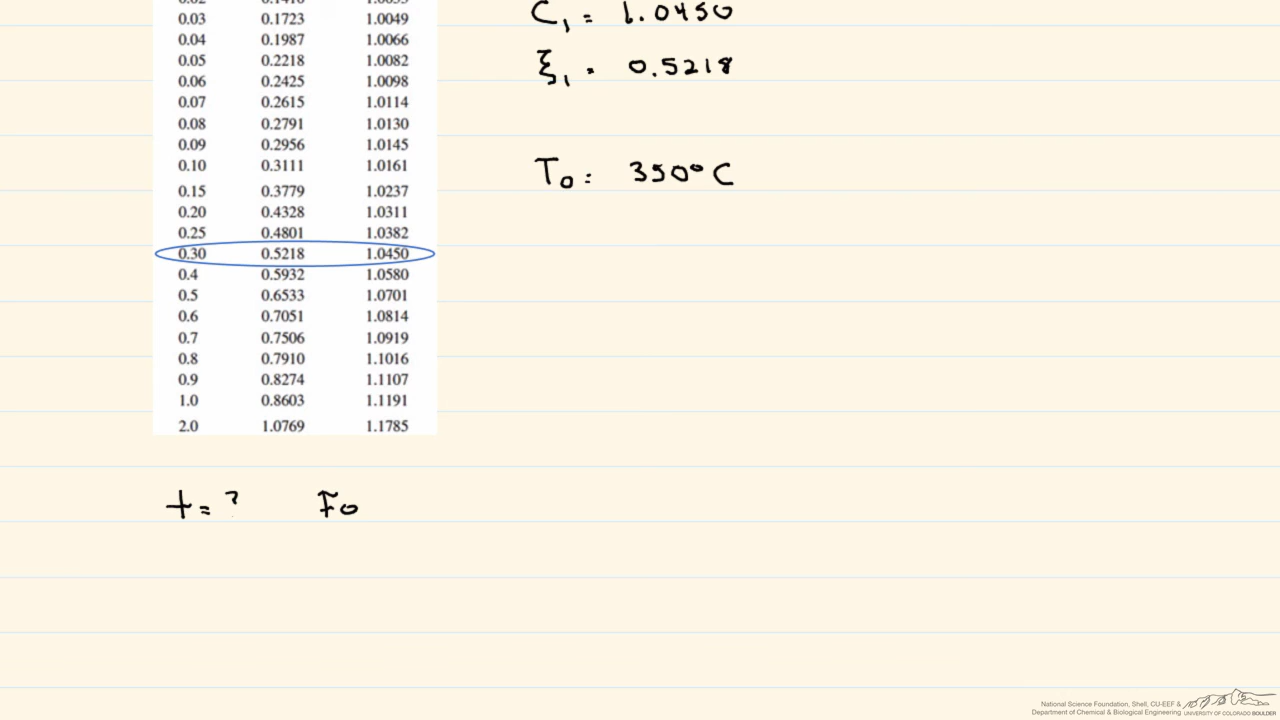 0.03 0.1723 1.0049
0.04 0.1987 1.0066
0.05 0.2218 1.0082
0.06 0.2425 1.0098
0.07 0.2615 1.0114
0.08 0.2791 1.0130
0.09 0.2956 1.0145
0.10 0.3111 1.0161
0.15 0.3779 1.0237
0.20 0.4328 1.0311
0.25 0.4801 1.0382
0.30 0.5218 1.0450
0.4 0.5932 1.0580
0.5 0.6533 1.0701
0.6 0.7051 1.0814
0.7 0.7506 1.0919
0.8 0.7910 1.1016
0.9 0.8274 1.1107
1.0 0.8603 1.1191
2.0 1.0769 1.1785
C₁ = 1.0450
ξ₁ = 0.5218
T₀ = 350°C
t = ? Fo
National Science Foundation, Shell, CU-EEF &
Department of Chemical & Biological Engineering UNIVERSITY OF COLORADO BOULDER